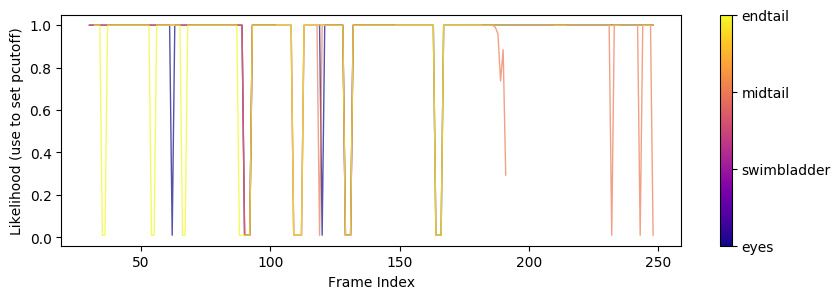 Likelihood (use to set pcutoff)
1.0
0.8
0.6
0.4
0.2
0.0
50
100
150
200
250
Frame Index
endtail
midtail
swimbladder
eyes